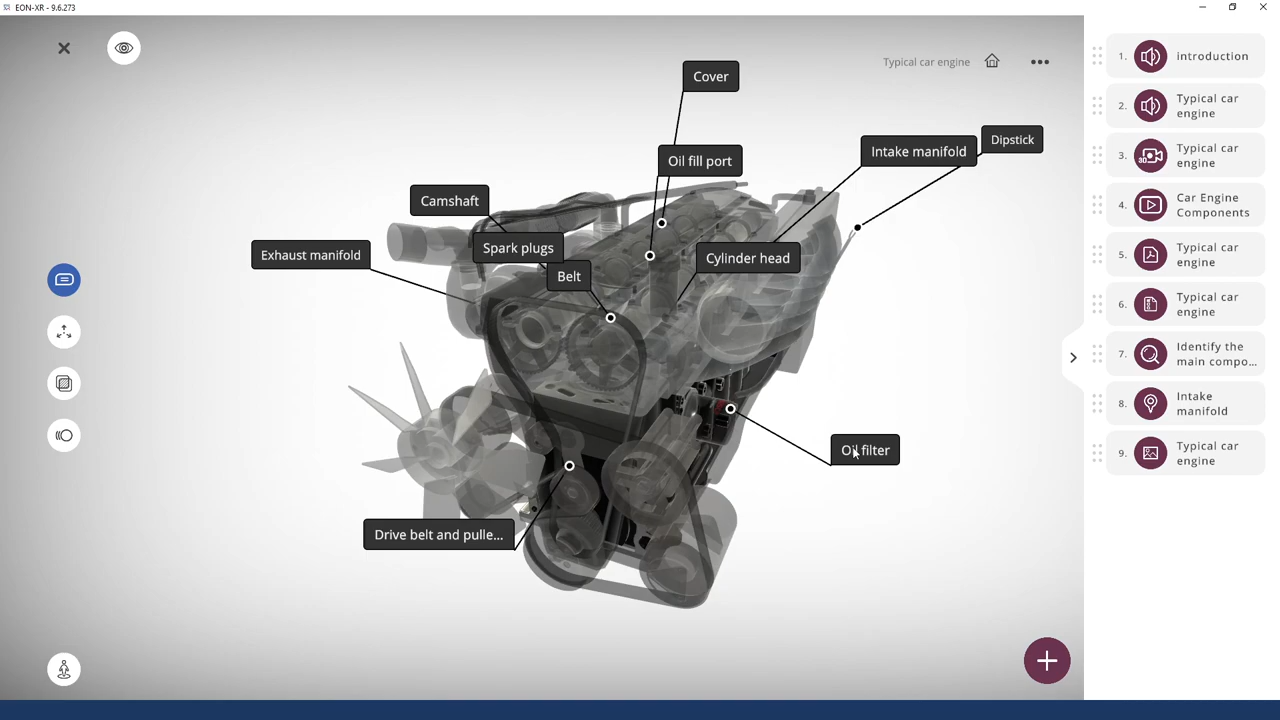 EON-XR - 9.6.273
Typical car engine
Cover
Oil fill port
Intake manifold
Dipstick
Camshaft
Spark plugs
Exhaust manifold
Belt
Cylinder head
Oil filter
Drive belt and pulle...
1. introduction
2. Typical car
engine
3. Typical car
engine
3D
4. Car Engine
Components
5. Typical car
engine
6. Typical car
engine
7. Identify the
main compo...
8. Intake
manifold
9. Typical car
engine